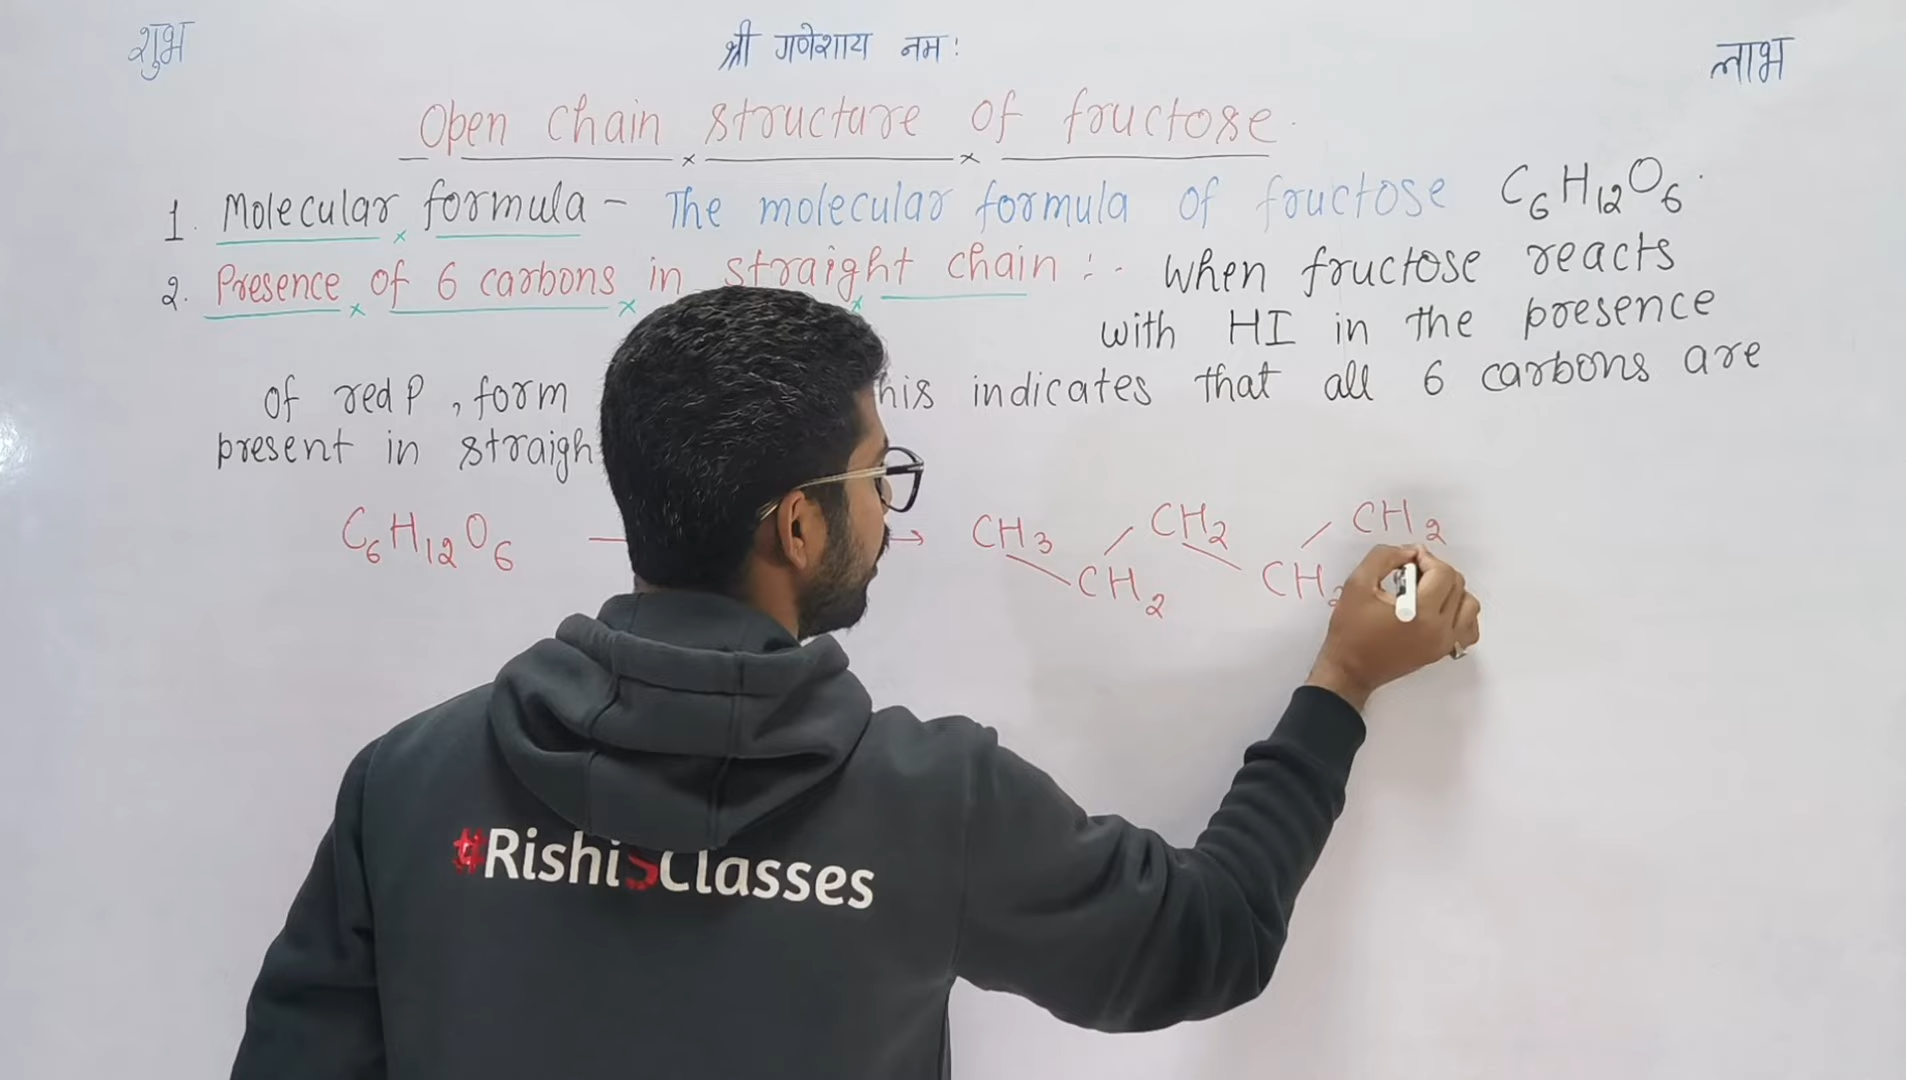 शुभ श्री गणेशाय नमः लाभ
Open chain structure of fructose.
1. Molecular formula - The molecular formula of fructose C₆H₁₂O₆.
2. Presence of 6 carbons in straight chain :- When fructose reacts
with HI in the presence
of red P, form his indicates that all 6 carbons are
present in straigh
C₆H₁₂O₆ → CH₃ CH₂ CH₂ CH₂ CH₂
#RishiSClasses